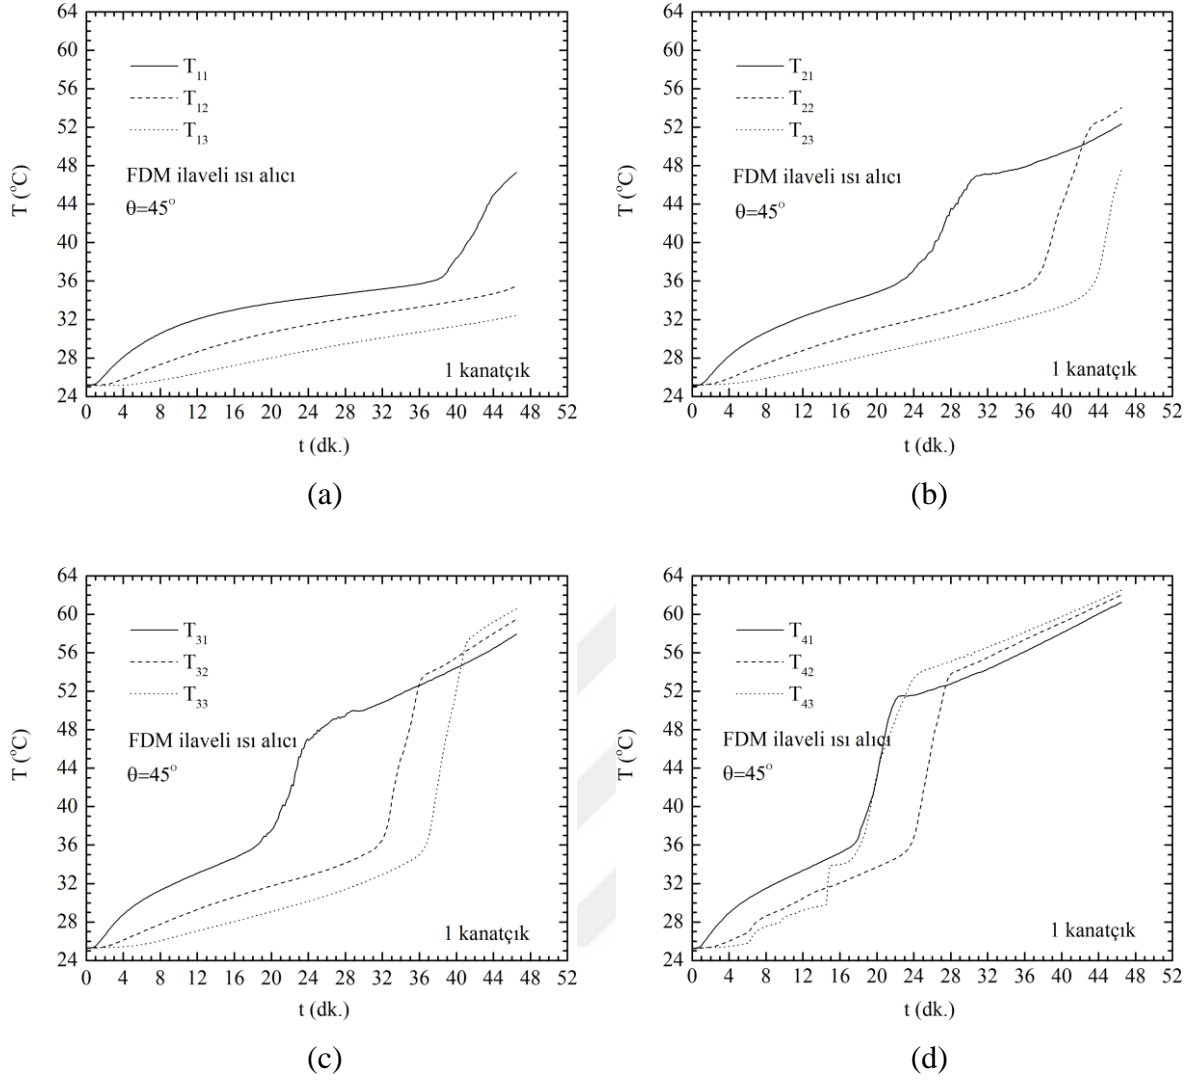 64
60
56
52
48
44
40
36
32
28
24
T (°C)
T₁₁
T₁₂
T₁₃
FDM ilaveli ısı alıcı
θ=45°
1 kanatçık
0 4 8 12 16 20 24 28 32 36 40 44 48 52
t (dk.)
(a)
64
60
56
52
48
44
40
36
32
28
24
T (°C)
T₂₁
T₂₂
T₂₃
FDM ilaveli ısı alıcı
θ=45°
1 kanatçık
0 4 8 12 16 20 24 28 32 36 40 44 48 52
t (dk.)
(b)
64
60
56
52
48
44
40
36
32
28
24
T (°C)
T₃₁
T₃₂
T₃₃
FDM ilaveli ısı alıcı
θ=45°
1 kanatçık
0 4 8 12 16 20 24 28 32 36 40 44 48 52
t (dk.)
(c)
64
60
56
52
48
44
40
36
32
28
24
T (°C)
T₄₁
T₄₂
T₄₃
FDM ilaveli ısı alıcı
θ=45°
1 kanatçık
0 4 8 12 16 20 24 28 32 36 40 44 48 52
t (dk.)
(d)